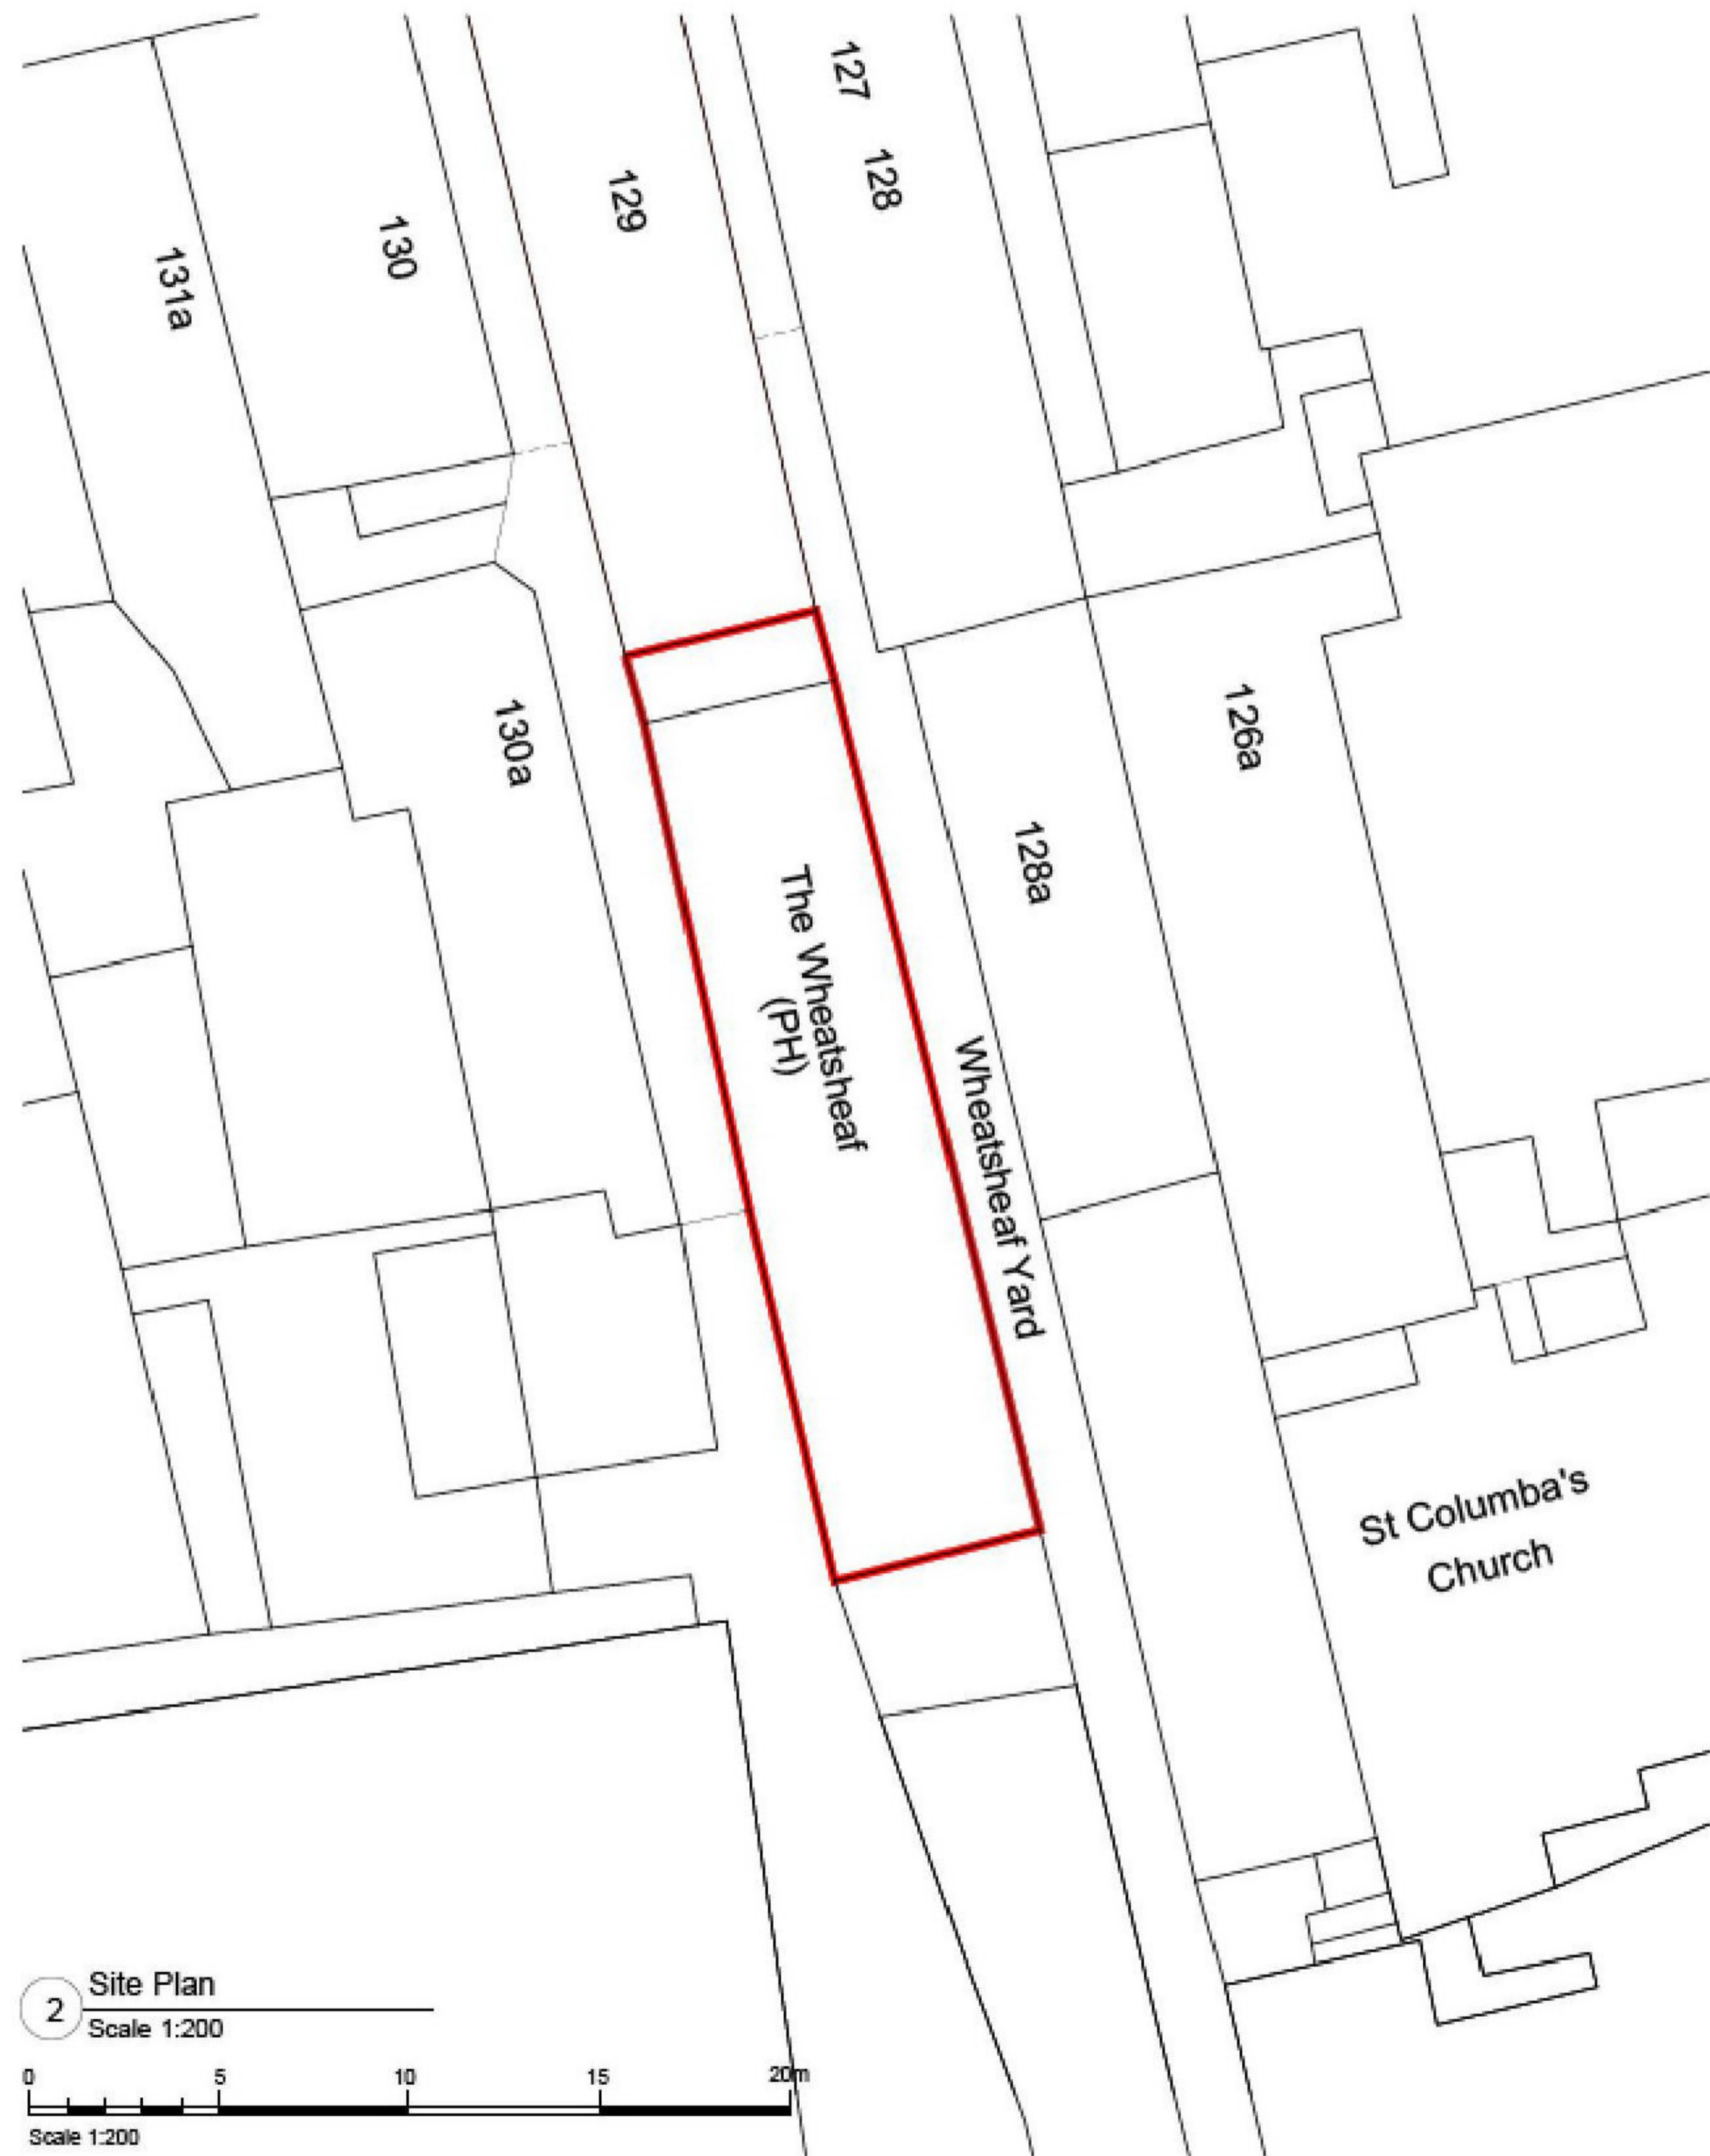 127
128
129
130
131a
130a
126a
128a
The Wheatsheaf
(PH)
Wheatsheaf Yard
St Columba's
Church
2
Site Plan
Scale 1:200
0 5 10 15 20m
Scale 1:200